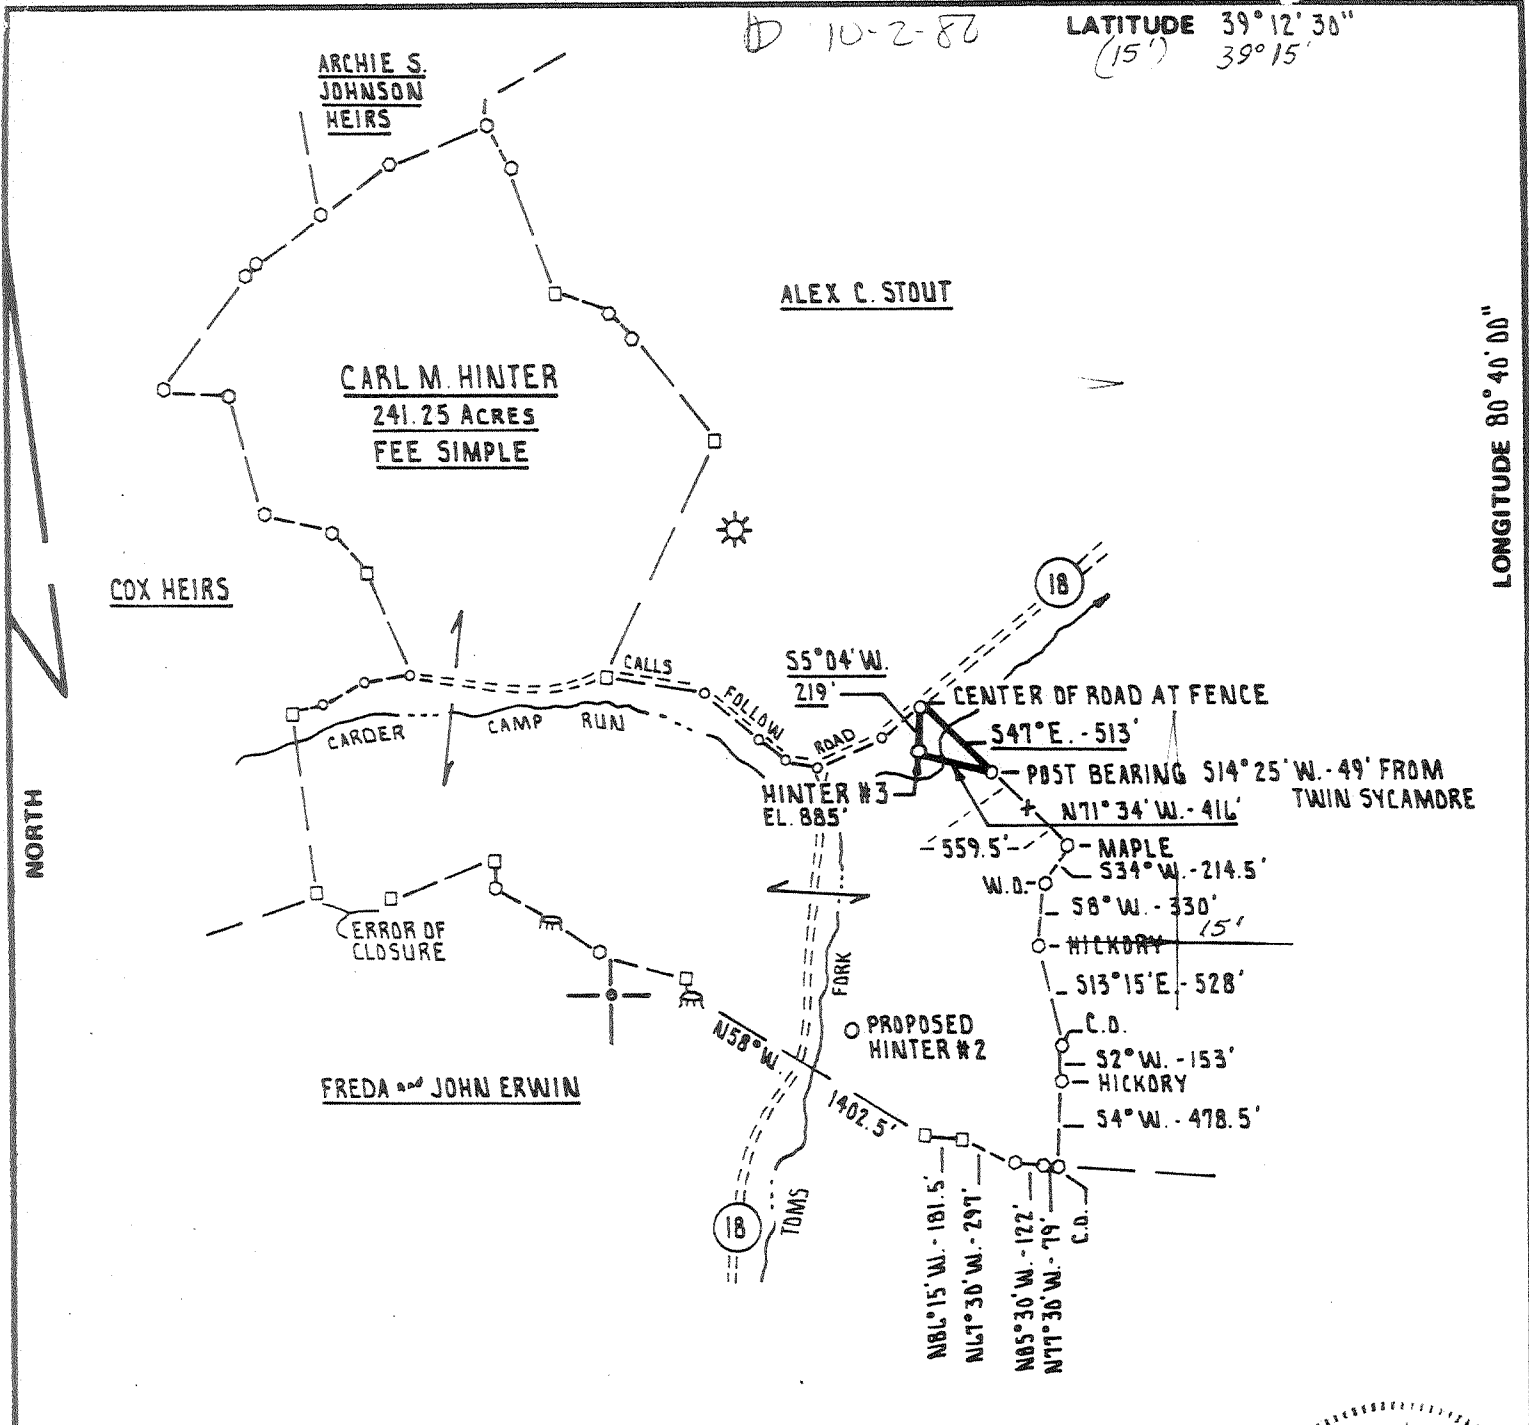 10-2-82
LATITUDE 39°12'30"
(15') 39°15'
ARCHIE S.
JOHNSON
HEIRS
ALEX C. STOUT
LONGITUDE 80°40'00"
CARL M. HINTER
241.25 ACRES
FEE SIMPLE
COX HEIRS
18
S5°04'W.
219'
CALLS
FOLLOW
ROAD
CENTER OF ROAD AT FENCE
S47°E.-513'
CARDER CAMP RUN
POST BEARING S14°25'W.-49' FROM
TWIN SYCAMORE
HINTER #3
EL. 885'
N71°34'W.-416'
NORTH
559.5'
MAPLE
S34°W.-214.5'
W.O.
S8°W.-330'
15'
HICKORY
ERROR OF
CLOSURE
S13°15'E.-528'
FORK
C.O.
PROPOSED
HINTER #2
S2°W.-153'
HICKORY
N58°W.
1402.5'
FREDA and JOHN ERWIN
S4°W.-478.5'
TOMS
18
N86°15'W.-181.5'
N67°30'W.-297'
N85°30'W.-122'
N77°30'W.-79'
C.O.